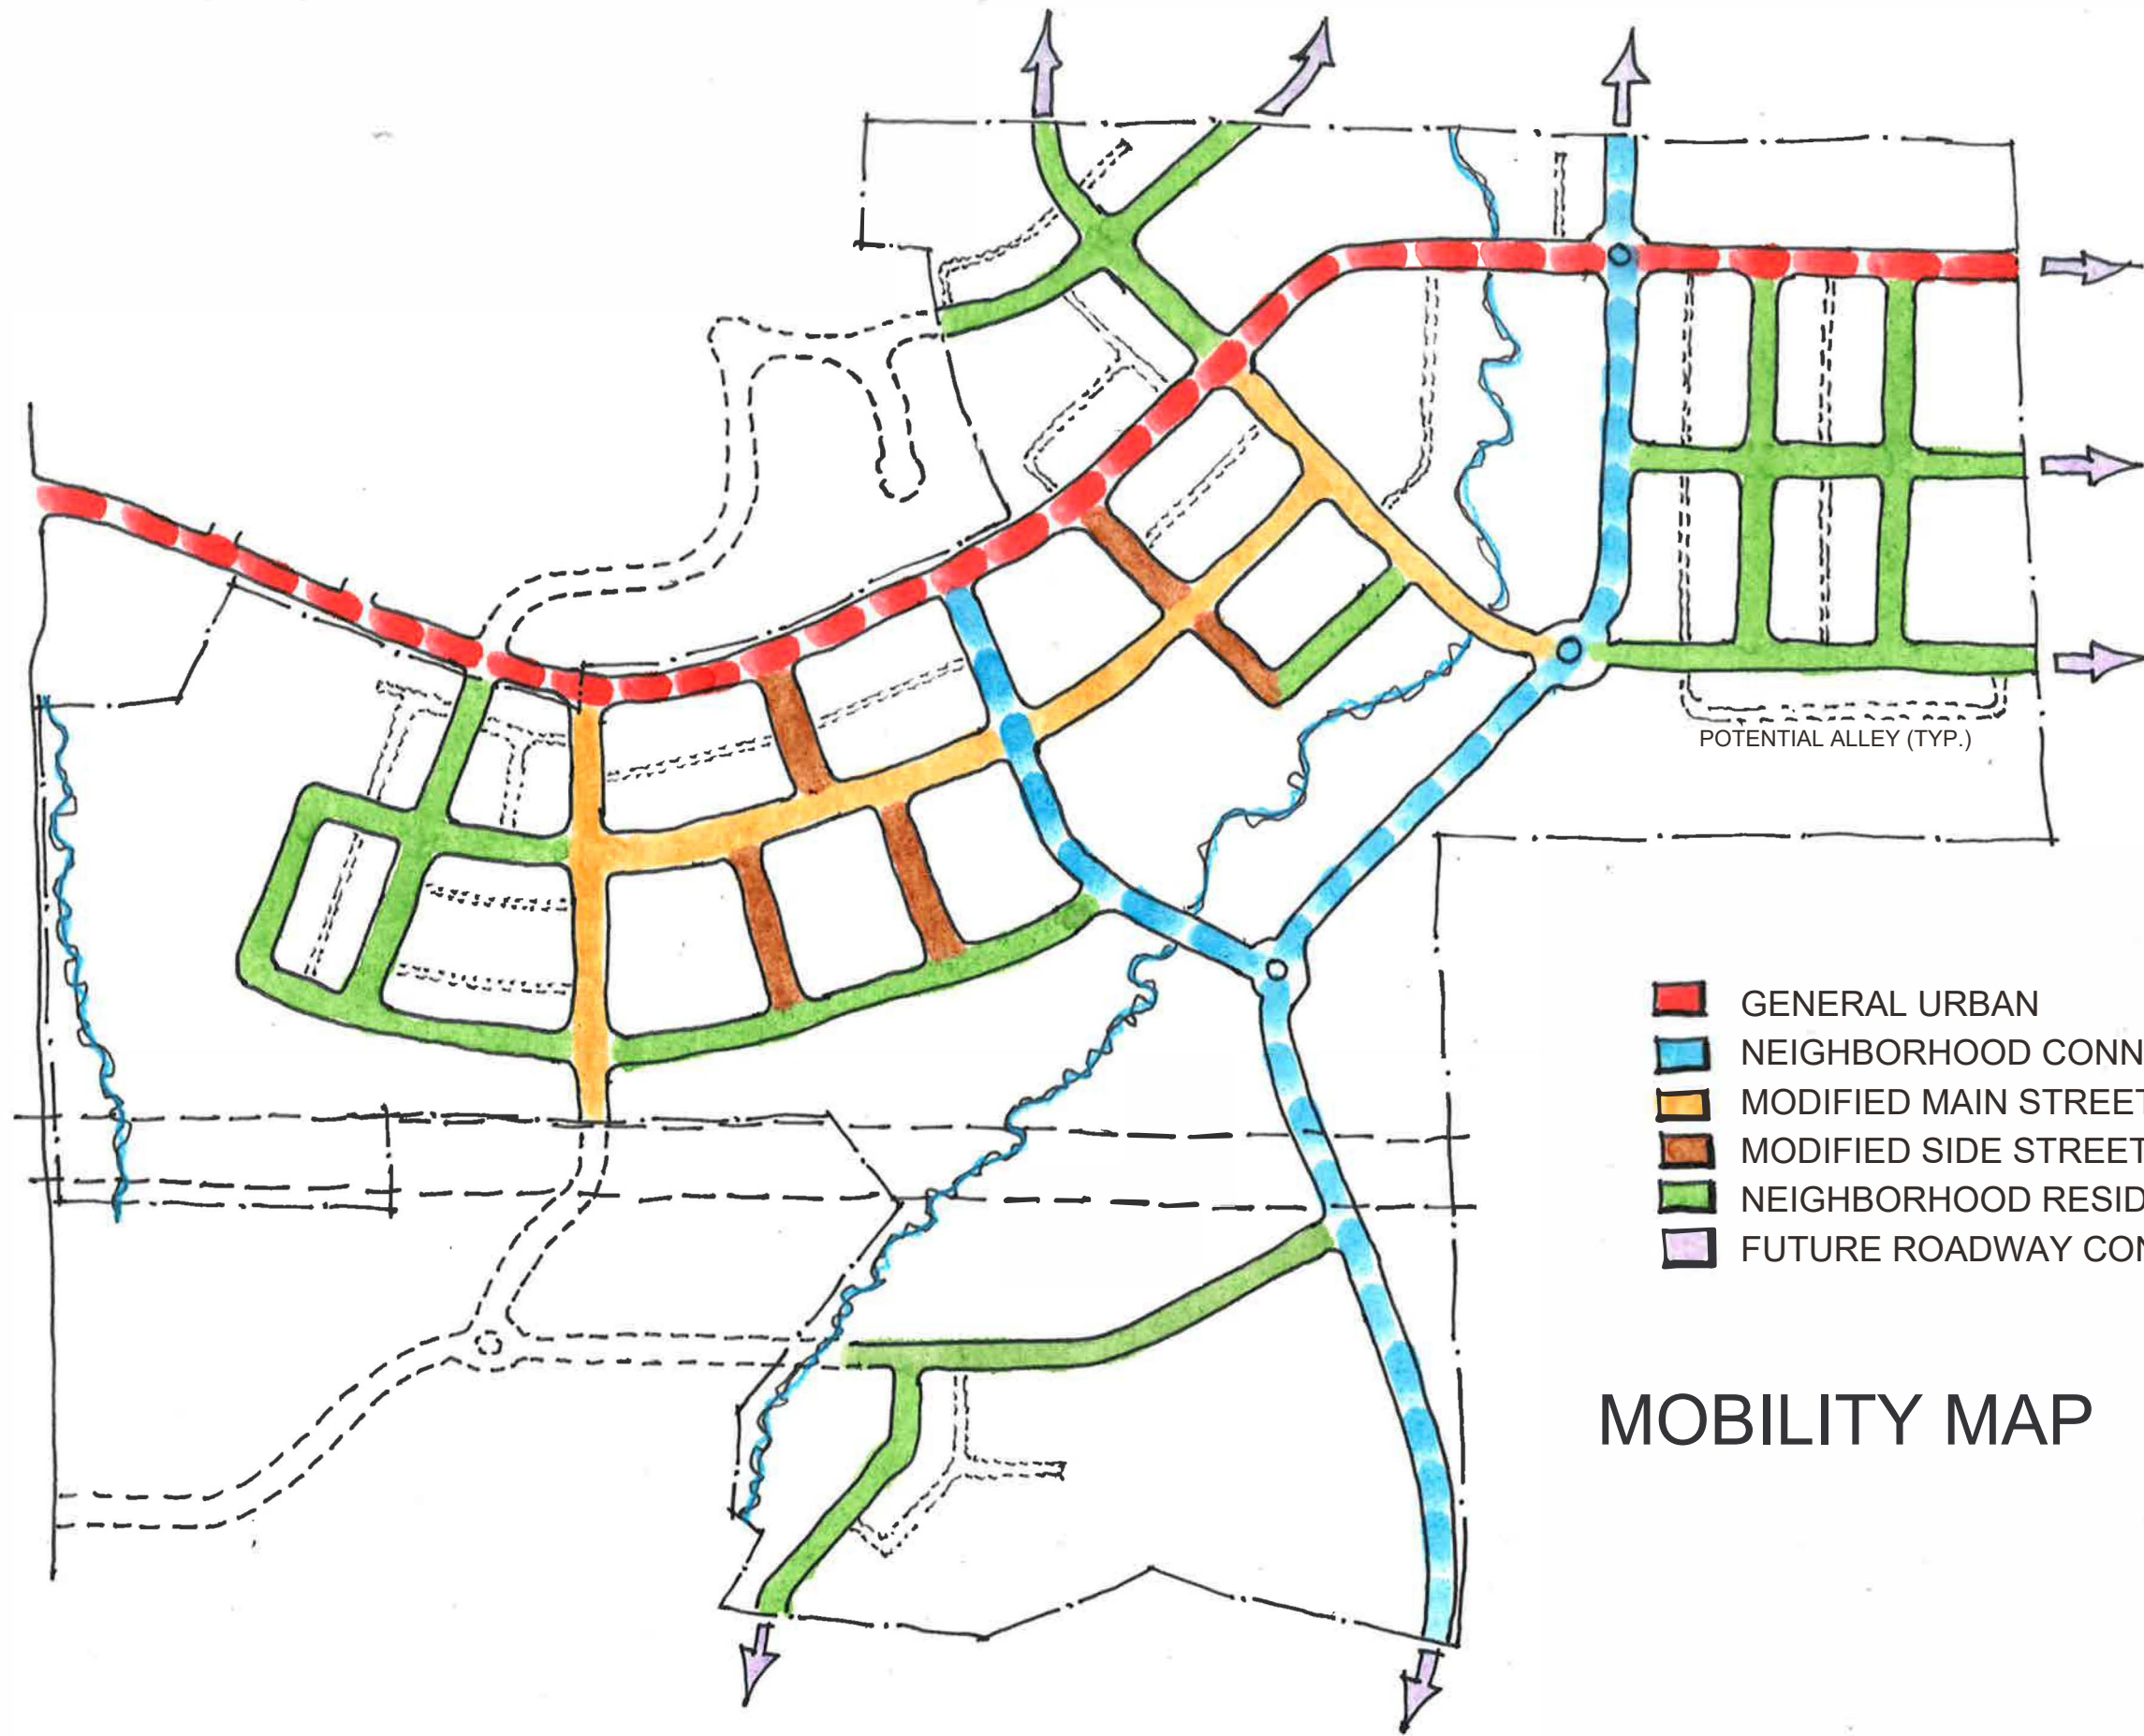 POTENTIAL ALLEY (TYP.)
GENERAL URBAN
NEIGHBORHOOD CONN
MODIFIED MAIN STREET
MODIFIED SIDE STREET
NEIGHBORHOOD RESID
FUTURE ROADWAY CON
MOBILITY MAP